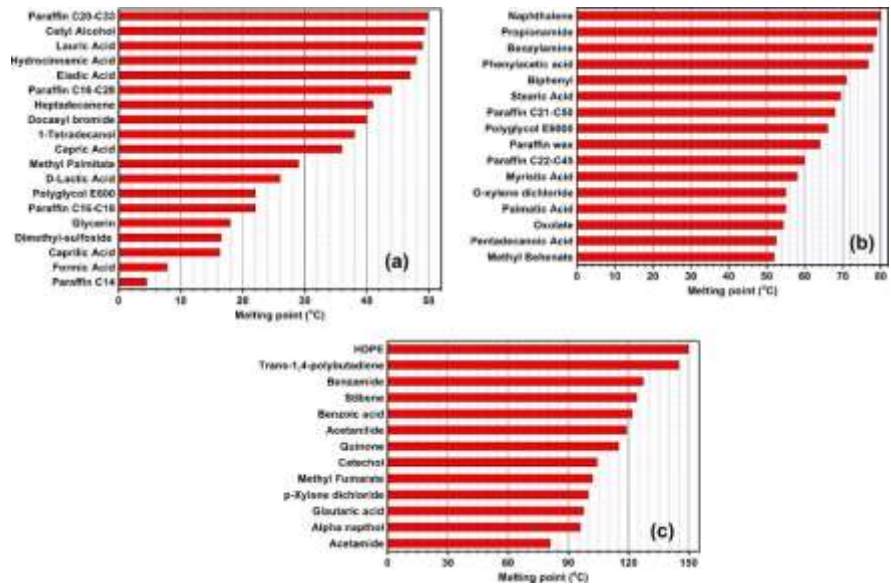 Paraffin C20-C33
Cetyl Alcohol
Lauric Acid
Hydrocinnamic Acid
Eladic Acid
Paraffin C16-C28
Heptadecanone
Docasyl bromide
1-Tetradecanol
Capric Acid
Methyl Palmitate
D-Lactic Acid
Polyglycol E600
Paraffin C16-C18
Glycerin
Dimethyl-sulfoside
Caprilic Acid
Formic Acid
Paraffin C14
(a)
0 10 20 30 40 50
Melting point (°C)
Naphthalene
Propionamide
Benzylamine
Phenylacetic acid
Biphenyl
Stearic Acid
Paraffin C21-C50
Polyglycol E6000
Paraffin wax
Paraffin C22-C45
Myristic Acid
O-xylene dichloride
Palmatic Acid
Oxolate
Pentadecanoic Acid
Methyl Behenate
(b)
0 10 20 30 40 50 60 70 80
Melting point (°C)
HDPE
Trans-1,4-polybutadiene
Benzamide
Stibene
Benzoic acid
Acetanilide
Quinone
Catechol
Methyl Fumarate
p-Xylene dichloride
Glautaric acid
Alpha napthol
Acetamide
(c)
0 30 60 90 120 150
Melting point (°C)